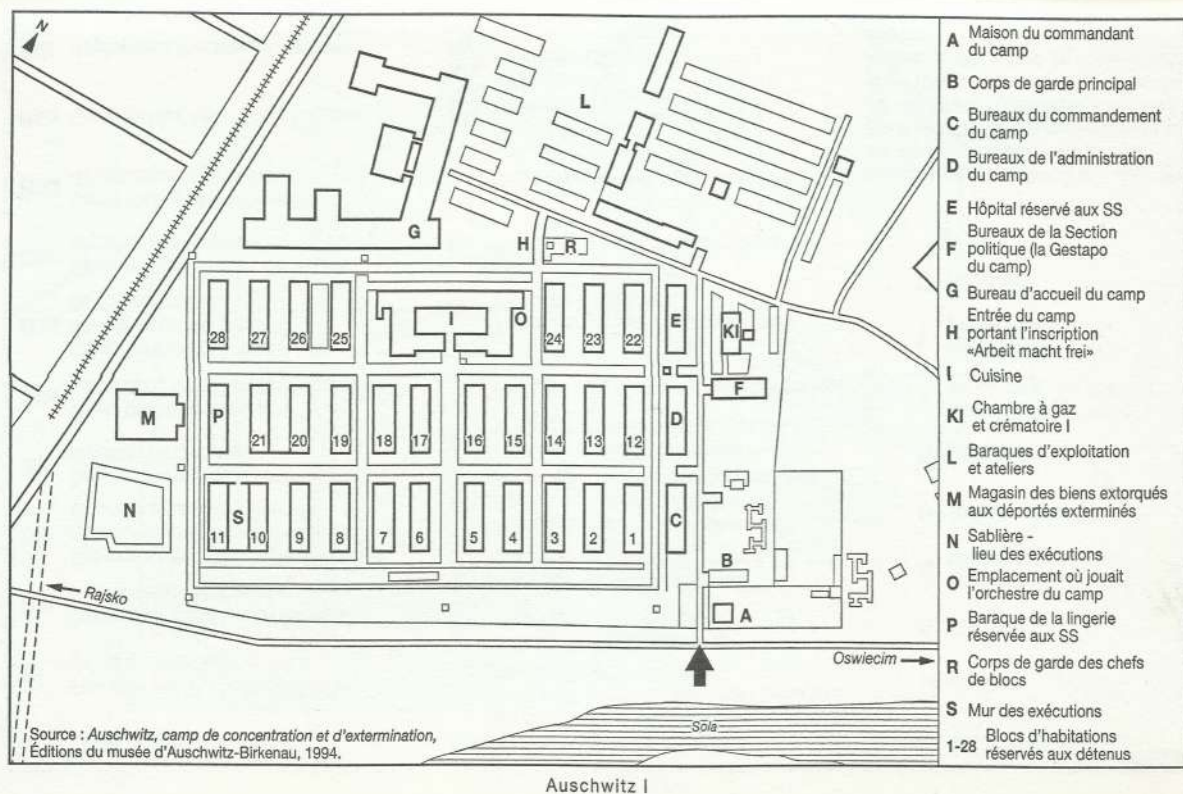 N
L
G
H
R
28
27
26
25
I
O
24
23
22
E
KI
F
M
P
21
20
19
18
17
16
15
14
13
12
D
N
S
11
10
9
8
7
6
5
4
3
2
1
C
B
A
Rajsko
Oswiecim
Sola
Source : Auschwitz, camp de concentration et d'extermination,
Éditions du musée d'Auschwitz-Birkenau, 1994.
A Maison du commandant
du camp
B Corps de garde principal
C Bureaux du commandement
du camp
D Bureaux de l'administration
du camp
E Hôpital réservé aux SS
F Bureaux de la Section
politique (la Gestapo
du camp)
G Bureau d'accueil du camp
H Entrée du camp
portant l'inscription
«Arbeit macht frei»
I Cuisine
KI Chambre à gaz
et crématoire I
L Baraques d'exploitation
et ateliers
M Magasin des biens extorqués
aux déportés exterminés
N Sablière -
lieu des exécutions
O Emplacement où jouait
l'orchestre du camp
P Baraque de la lingerie
réservée aux SS
R Corps de garde des chefs
de blocs
S Mur des exécutions
1-28 Blocs d'habitations
réservés aux détenus
Auschwitz I